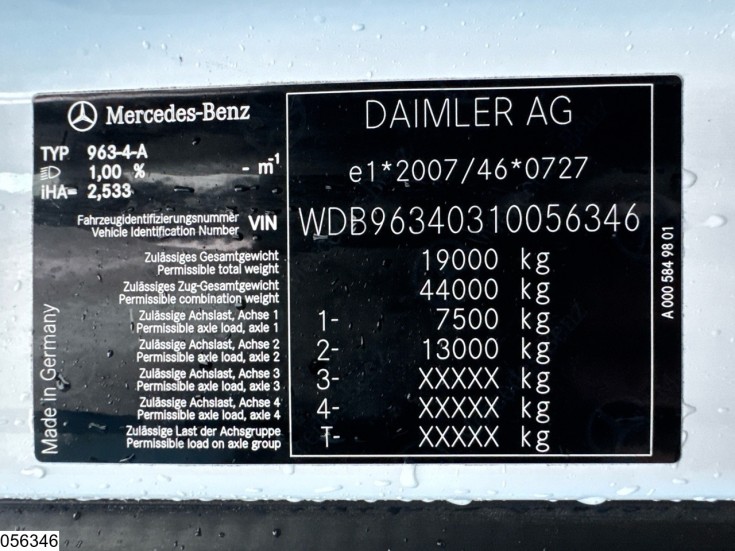 Mercedes-Benz
DAIMLER AG
TYP 963-4-A
1,00 % - m-1
iHA= 2,533
e1*2007/46*0727
Fahrzeugidentifizierungsnummer
Vehicle Identification Number
VIN
WDB96340310056346
Zulässiges Gesamtgewicht
Permissible total weight
19000 kg
Zulässiges Zug-Gesamtgewicht
Permissible combination weight
44000 kg
Zulässige Achslast, Achse 1
Permissible axle load, axle 1
1- 7500 kg
Zulässige Achslast, Achse 2
Permissible axle load, axle 2
2- 13000 kg
Zulässige Achslast, Achse 3
Permissible axle load, axle 3
3- XXXXX kg
Zulässige Achslast, Achse 4
Permissible axle load, axle 4
4- XXXXX kg
Zulässige Last der Achsgruppe
Permissible load on axle group
T- XXXXX kg
Made in Germany
A 000 584 98 01
056346